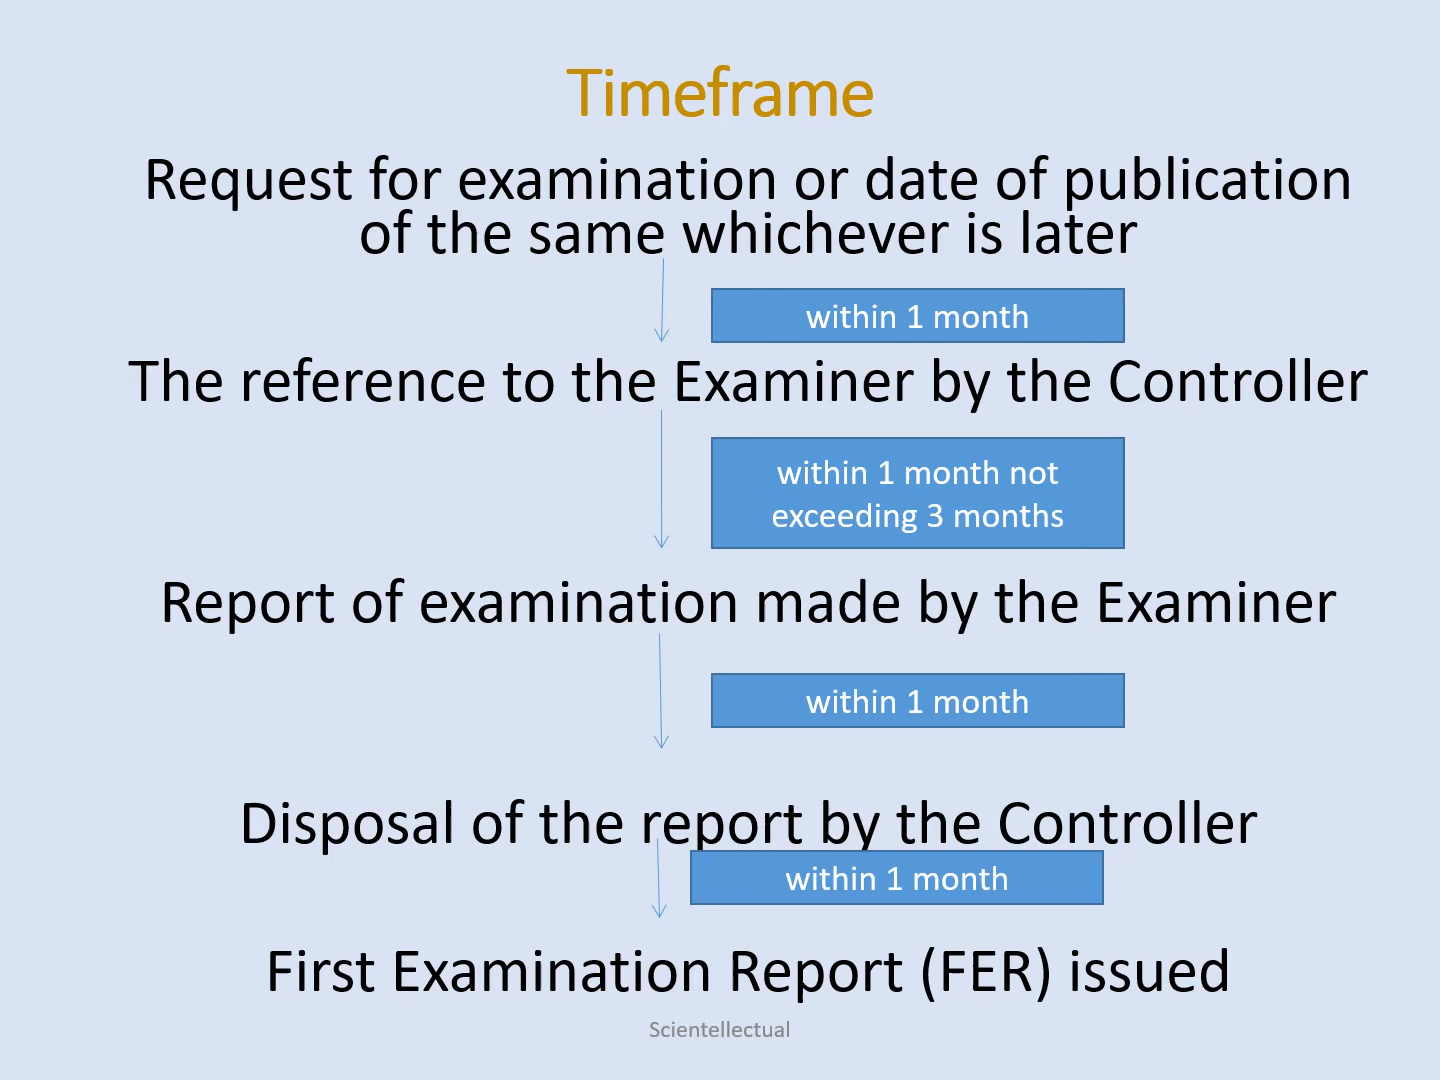 Timeframe
Request for examination or date of publication
of the same whichever is later
within 1 month
The reference to the Examiner by the Controller
within 1 month not
exceeding 3 months
Report of examination made by the Examiner
within 1 month
Disposal of the report by the Controller
within 1 month
First Examination Report (FER) issued
Scientellectual